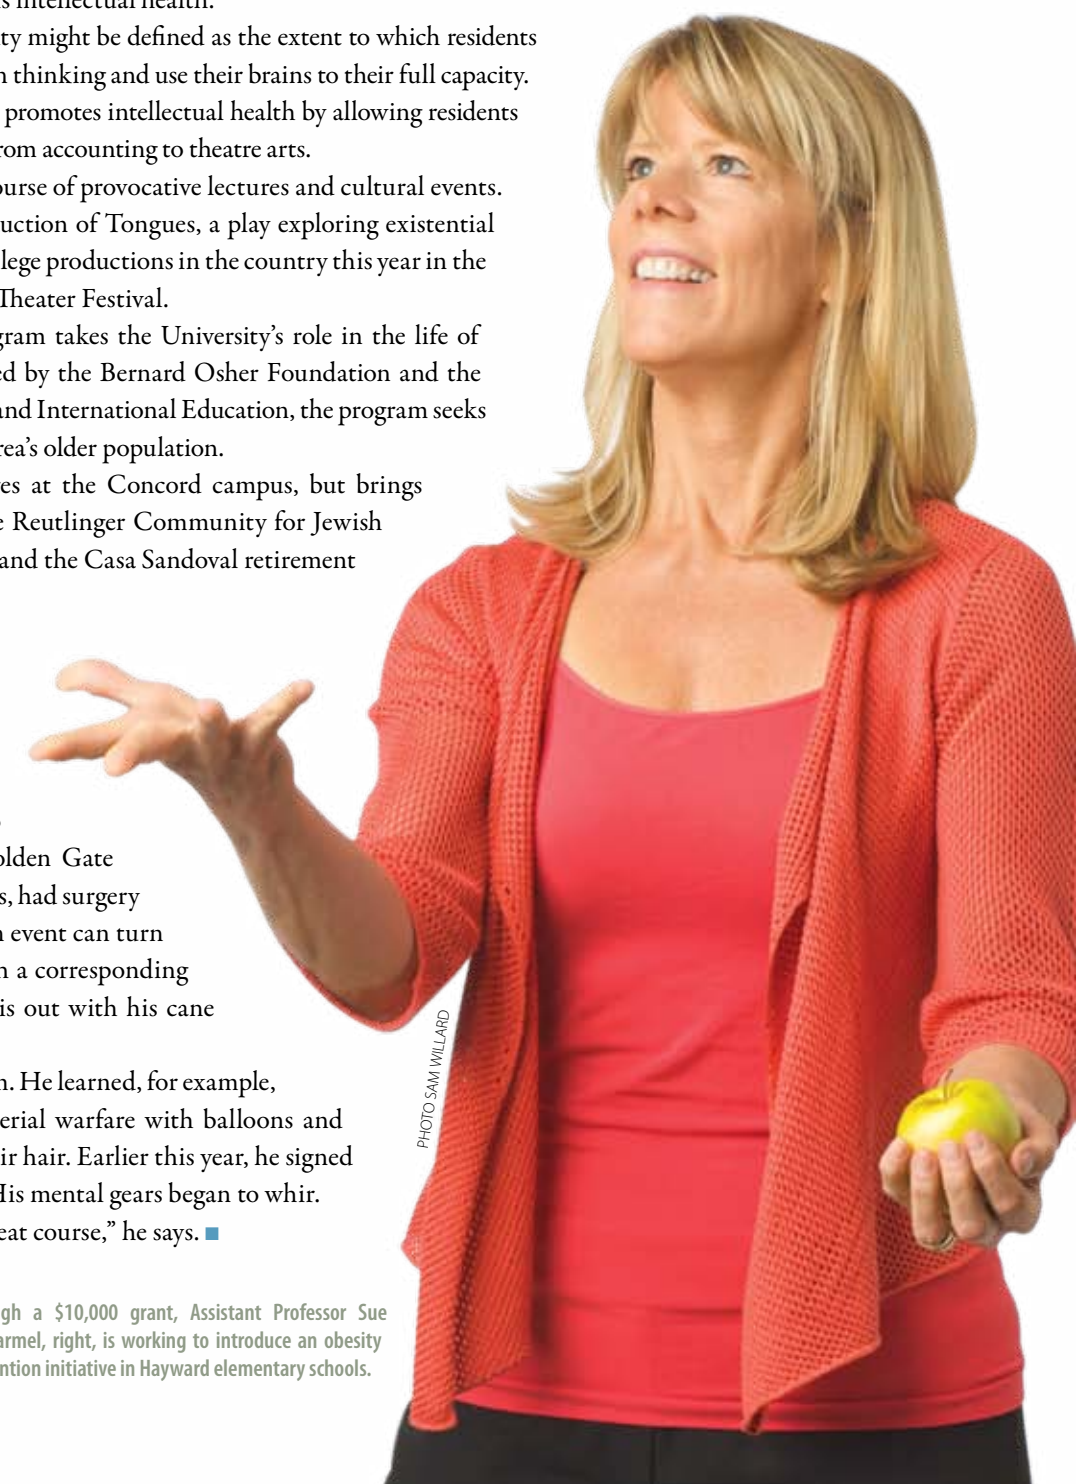 is intellectual health.
ty might be defined as the extent to which residents
n thinking and use their brains to their full capacity.
promotes intellectual health by allowing residents
rom accounting to theatre arts.
ourse of provocative lectures and cultural events.
uction of Tongues, a play exploring existential
lege productions in the country this year in the
Theater Festival.
gram takes the University’s role in the life of
ed by the Bernard Osher Foundation and the
and International Education, the program seeks
rea’s older population.
es at the Concord campus, but brings
e Reutlinger Community for Jewish
and the Casa Sandoval retirement
olden Gate
s, had surgery
n event can turn
n a corresponding
is out with his cane
n. He learned, for example,
erial warfare with balloons and
ir hair. Earlier this year, he signed
His mental gears began to whir.
eat course,” he says. ■
PHOTO SAM WILLARD
gh a $10,000 grant, Assistant Professor Sue
armel, right, is working to introduce an obesity
ntion initiative in Hayward elementary schools.